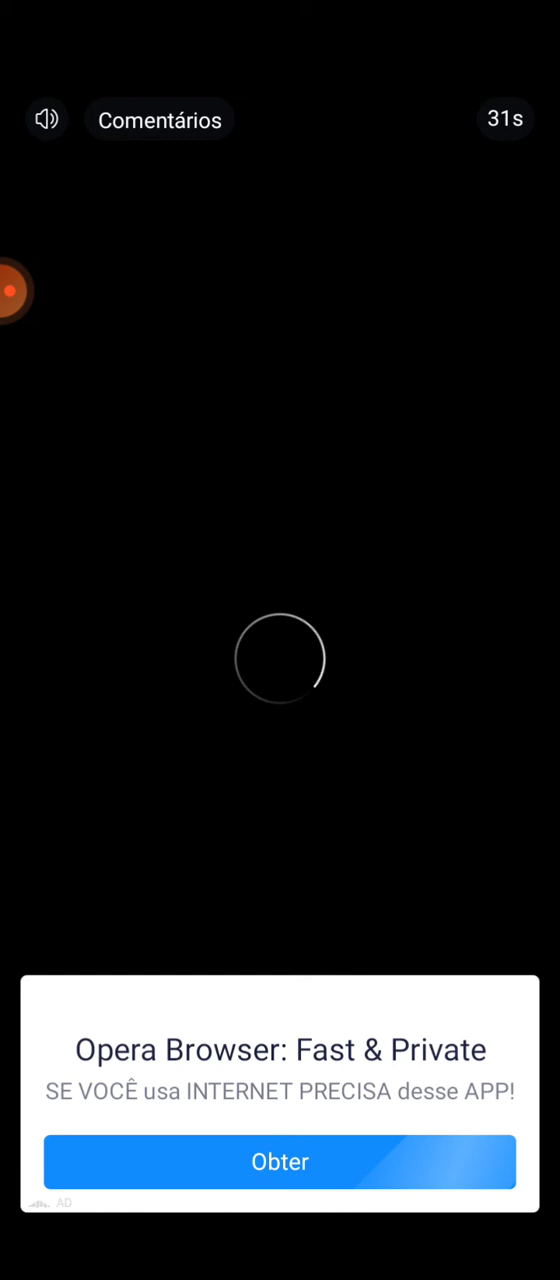 Comentários
31s
Opera Browser: Fast & Private
SE VOCÊ usa INTERNET PRECISA desse APP!
Obter
AD